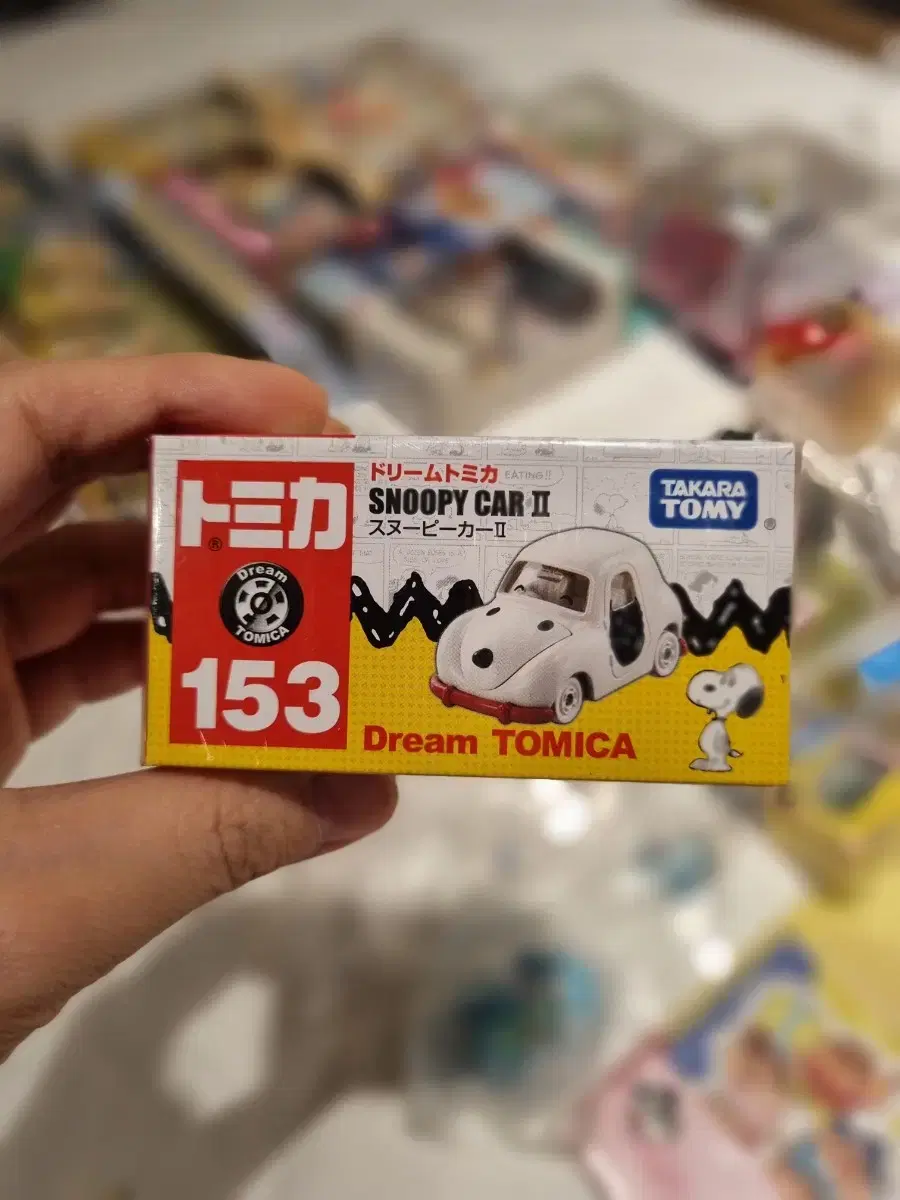 トミカ
®
Dream
TOMICA
153
ドリームトミカ
SNOOPY CAR II
スヌーピーカーII
EATING!!
TAKARA
TOMY
®
Dream TOMICA